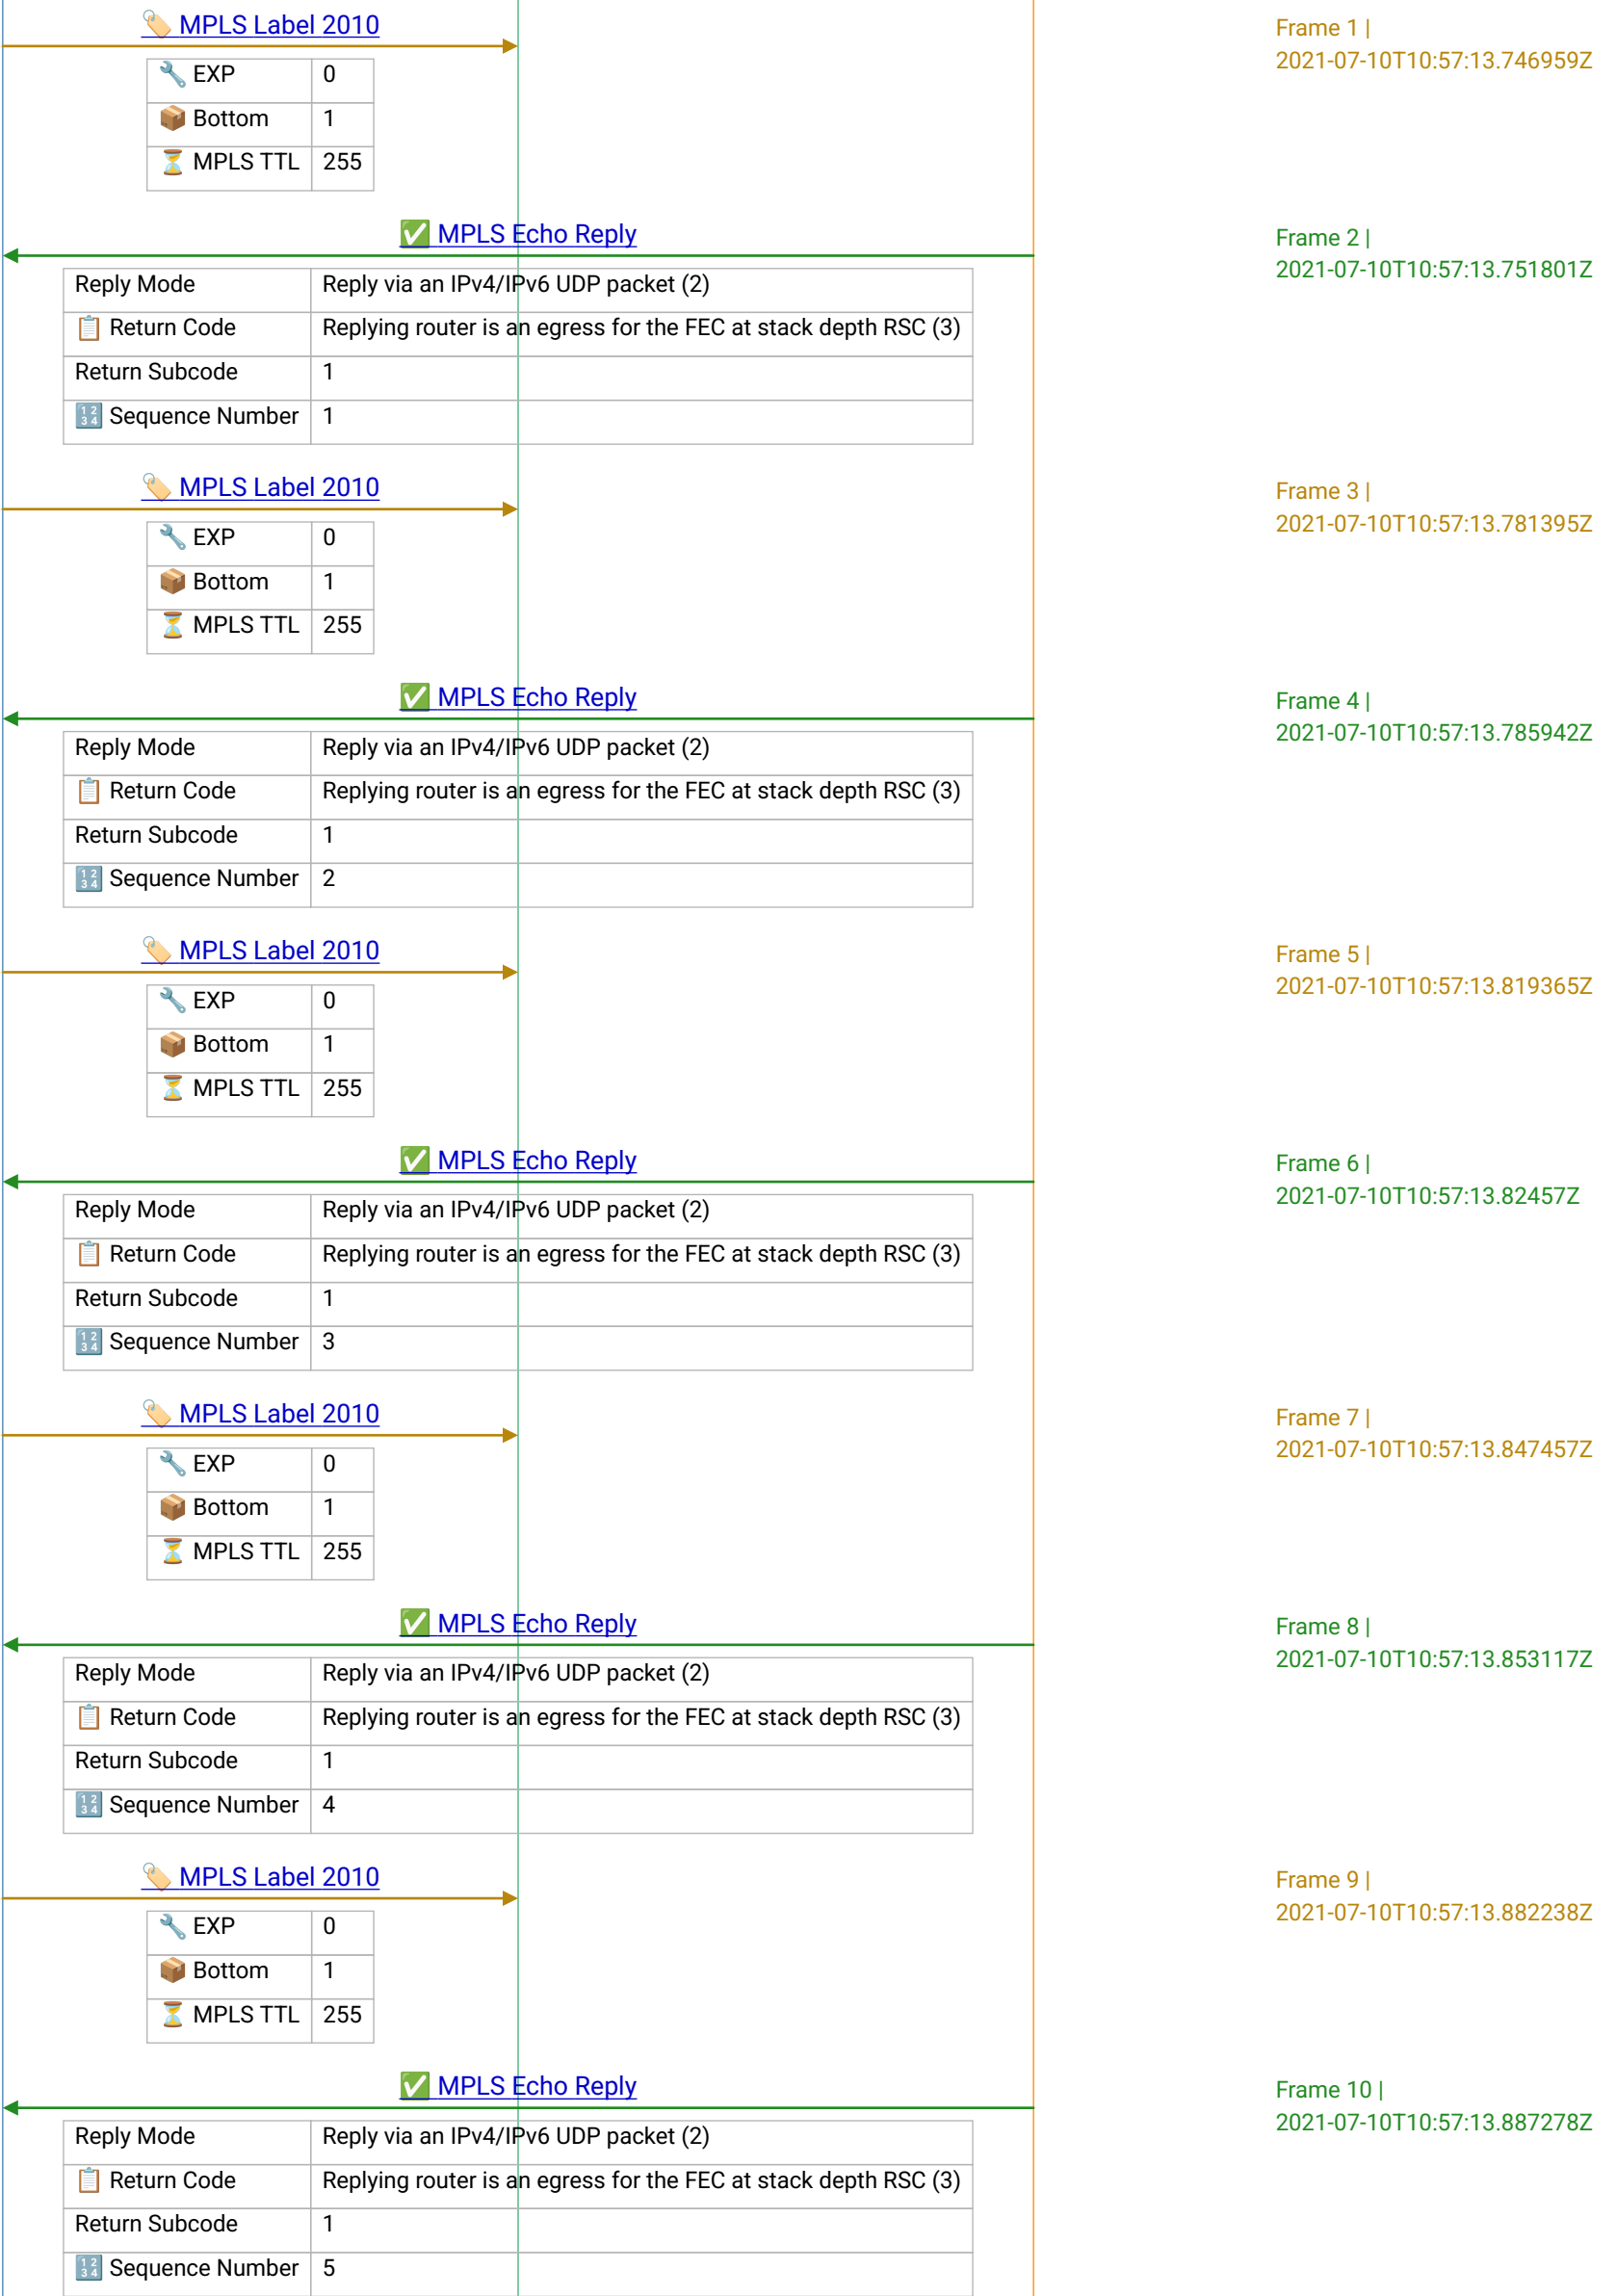 🏷️ MPLS Label 2010
Frame 1 |
2021-07-10T10:57:13.746959Z
🔧 EXP 0
📦 Bottom 1
⏳ MPLS TTL 255
✅ MPLS Echo Reply
Frame 2 |
2021-07-10T10:57:13.751801Z
Reply Mode Reply via an IPv4/IPv6 UDP packet (2)
📋 Return Code Replying router is an egress for the FEC at stack depth RSC (3)
Return Subcode 1
🔢 Sequence Number 1
🏷️ MPLS Label 2010
Frame 3 |
2021-07-10T10:57:13.781395Z
🔧 EXP 0
📦 Bottom 1
⏳ MPLS TTL 255
✅ MPLS Echo Reply
Frame 4 |
2021-07-10T10:57:13.785942Z
Reply Mode Reply via an IPv4/IPv6 UDP packet (2)
📋 Return Code Replying router is an egress for the FEC at stack depth RSC (3)
Return Subcode 1
🔢 Sequence Number 2
🏷️ MPLS Label 2010
Frame 5 |
2021-07-10T10:57:13.819365Z
🔧 EXP 0
📦 Bottom 1
⏳ MPLS TTL 255
✅ MPLS Echo Reply
Frame 6 |
2021-07-10T10:57:13.82457Z
Reply Mode Reply via an IPv4/IPv6 UDP packet (2)
📋 Return Code Replying router is an egress for the FEC at stack depth RSC (3)
Return Subcode 1
🔢 Sequence Number 3
🏷️ MPLS Label 2010
Frame 7 |
2021-07-10T10:57:13.847457Z
🔧 EXP 0
📦 Bottom 1
⏳ MPLS TTL 255
✅ MPLS Echo Reply
Frame 8 |
2021-07-10T10:57:13.853117Z
Reply Mode Reply via an IPv4/IPv6 UDP packet (2)
📋 Return Code Replying router is an egress for the FEC at stack depth RSC (3)
Return Subcode 1
🔢 Sequence Number 4
🏷️ MPLS Label 2010
Frame 9 |
2021-07-10T10:57:13.882238Z
🔧 EXP 0
📦 Bottom 1
⏳ MPLS TTL 255
✅ MPLS Echo Reply
Frame 10 |
2021-07-10T10:57:13.887278Z
Reply Mode Reply via an IPv4/IPv6 UDP packet (2)
📋 Return Code Replying router is an egress for the FEC at stack depth RSC (3)
Return Subcode 1
🔢 Sequence Number 5